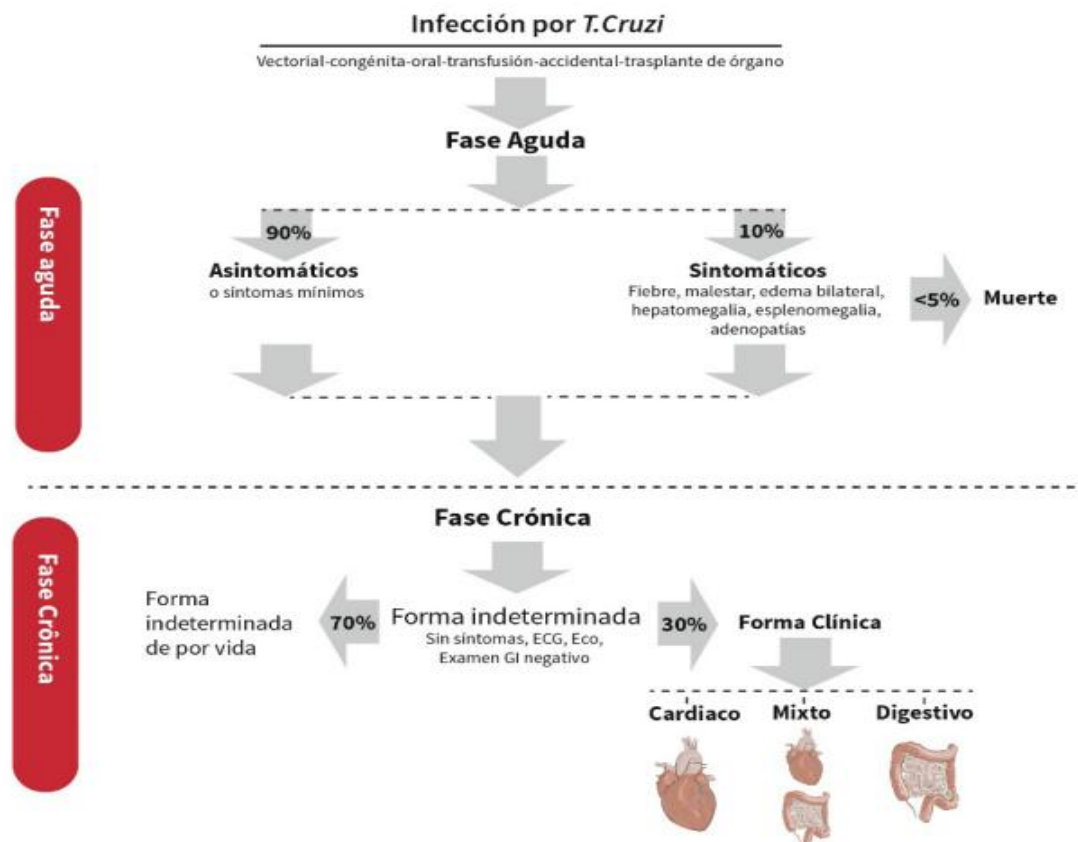 Infección por T.Cruzi
Vectorial-congénita-oral-transfusión-accidental-trasplante de órgano
Fase Aguda
Fase aguda
90%
10%
Asintomáticos
o sintomas mínimos
Sintomáticos
Fiebre, malestar, edema bilateral,
hepatomegalia, esplenomegalia,
adenopatías
<5%
Muerte
Fase Crônica
Fase Crónica
Forma
indeterminada
de por vida
70%
Forma indeterminada
Sin síntomas, ECG, Eco,
Examen GI negativo
30%
Forma Clínica
Cardiaco
Mixto
Digestivo